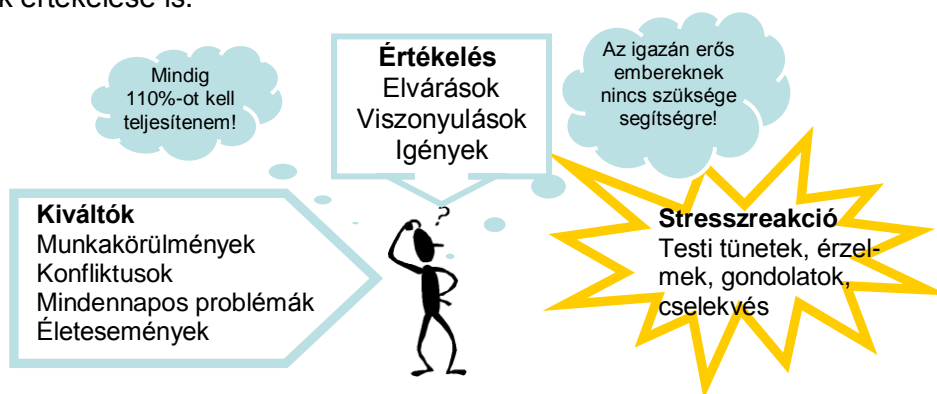 k értékelése is.
Mindig
110%-ot kell
teljesítenem!
Értékelés
Elvárások
Viszonyulások
Igények
Az igazán erős
embereknek
nincs szüksége
segítségre!
Kiváltók
Munkakörülmények
Konfliktusok
Mindennapos problémák
Életesemények
?
Stresszreakció
Testi tünetek, érzel-
mek, gondolatok,
cselekvés